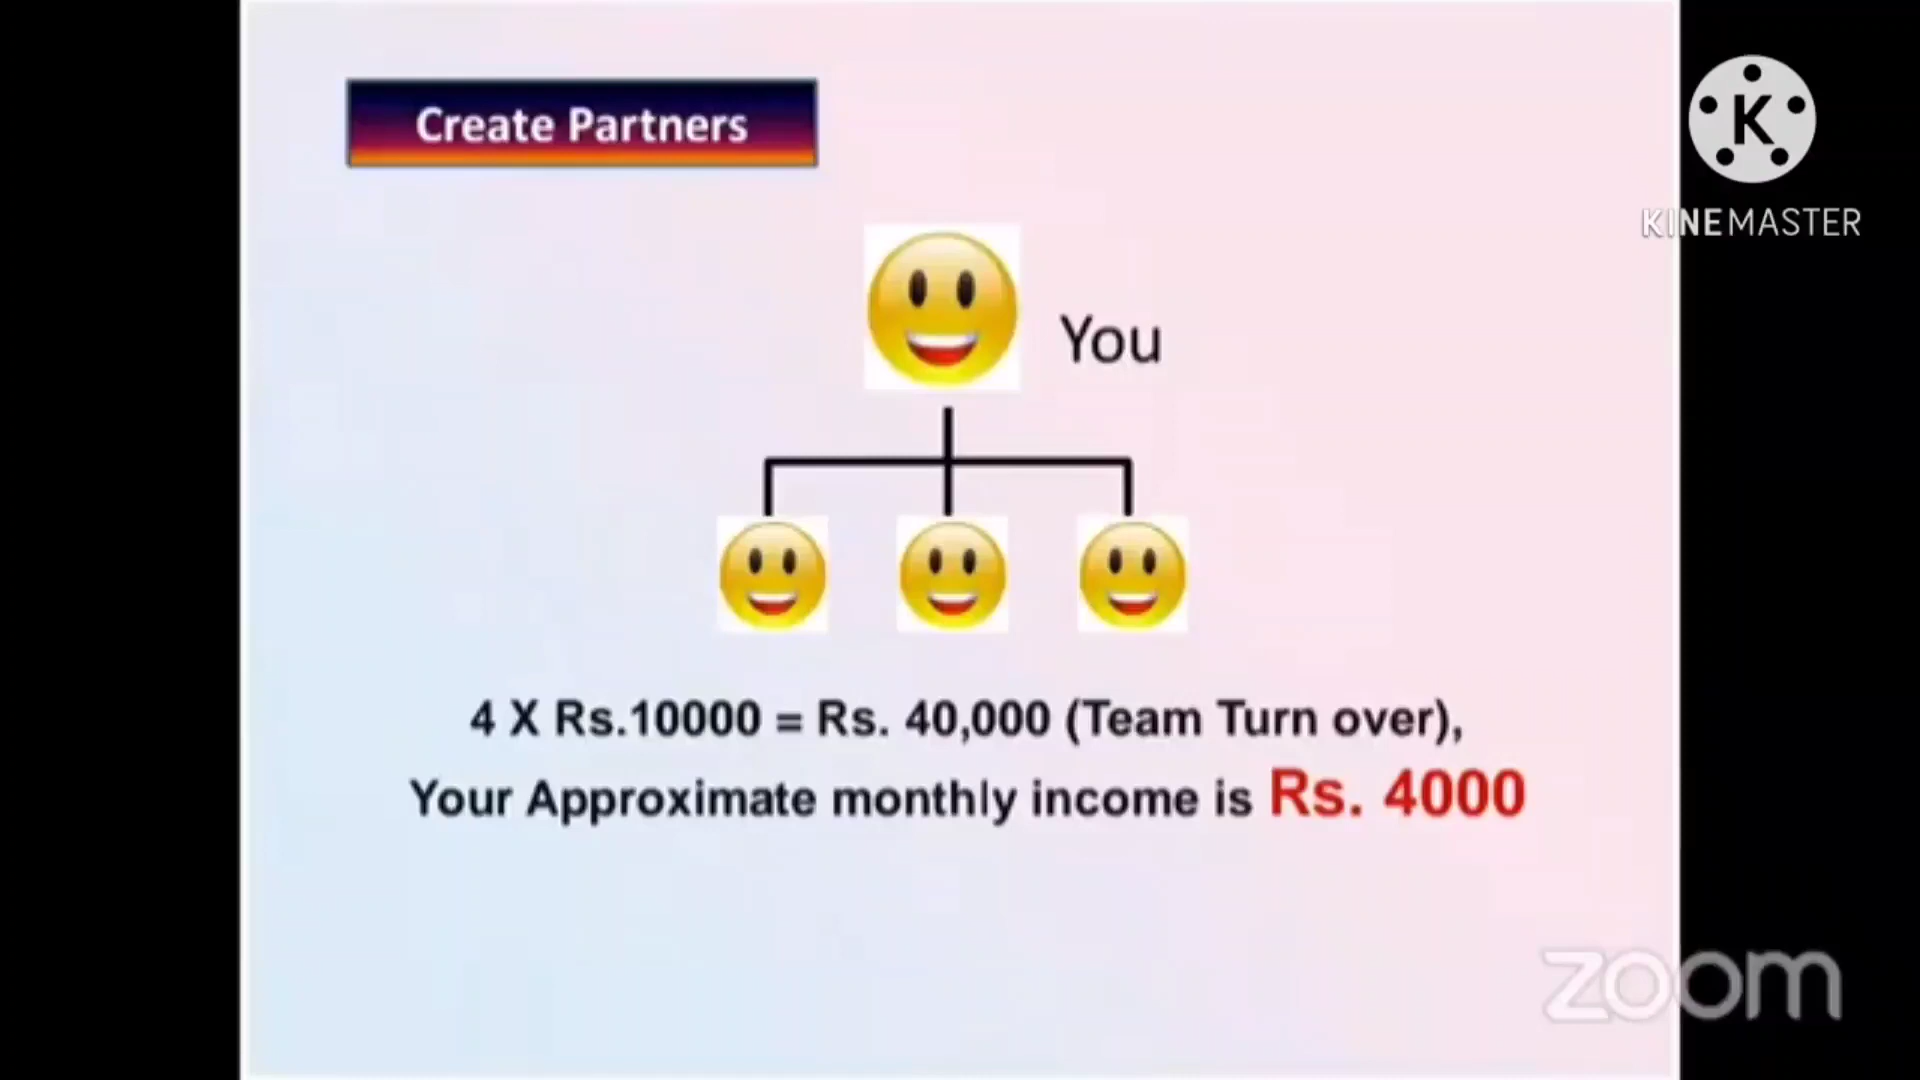 Create Partners
K
KINEMASTER
You
4 X Rs.10000 = Rs. 40,000 (Team Turn over),
Your Approximate monthly income is Rs. 4000
zoom